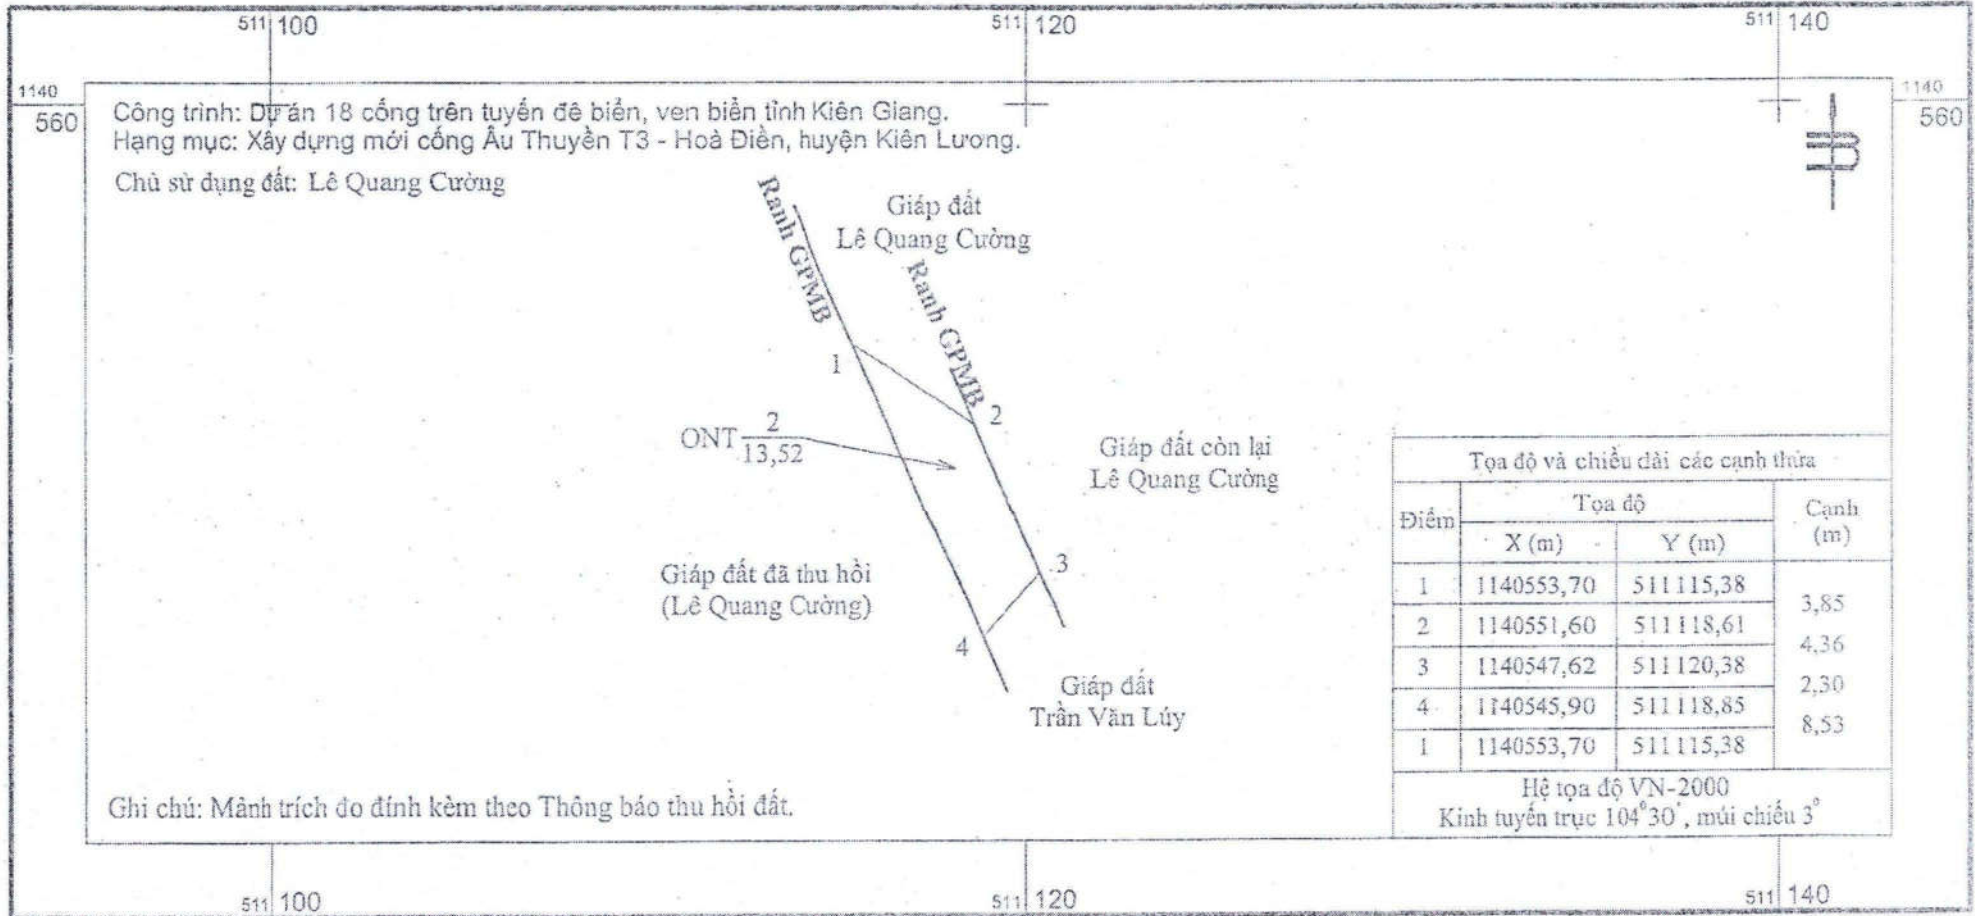 511 100
511 120
511 140
1140
560
1140
560
Công trình: Dự án 18 cống trên tuyến đê biển, ven biển tỉnh Kiên Giang.
Hạng mục: Xây dựng mới cống Âu Thuyền T3 - Hoà Điền, huyện Kiên Lương.
Chủ sử dụng đất: Lê Quang Cường
B
Ranh GPMB
Giáp đất
Lê Quang Cường
Ranh GPMB
1
2
ONT 2
13,52
Giáp đất còn lại
Lê Quang Cường
3
Giáp đất đã thu hồi
(Lê Quang Cường)
4
Giáp đất
Trần Văn Lúy
Tọa độ và chiều dài các cạnh thửa
Điểm Tọa độ Cạnh
(m)
X (m) Y (m)
1 1140553,70 511115,38
3,85
2 1140551,60 511118,61
4,36
3 1140547,62 511120,38
2,30
4 1140545,90 511118,85
8,53
1 1140553,70 511115,38
Hệ tọa độ VN-2000
Kinh tuyến trục 104°30', múi chiếu 3°
Ghi chú: Mảnh trích đo đính kèm theo Thông báo thu hồi đất.
511 100
511 120
511 140